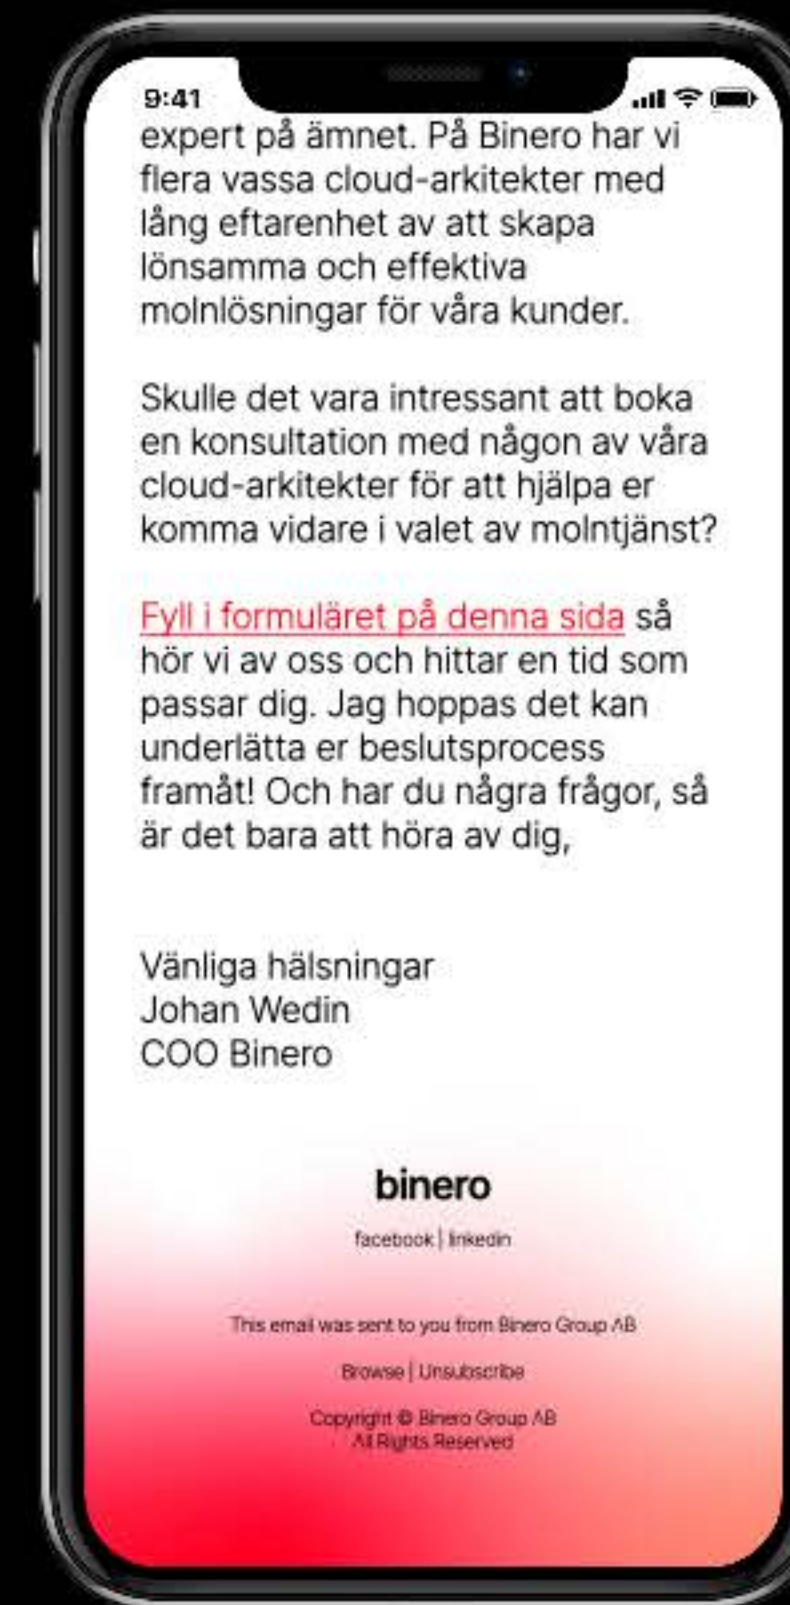 9:41
expert på ämnet. På Binero har vi
flera vassa cloud-arkitekter med
lång eftarenhet av att skapa
lönsamma och effektiva
molnlösningar för våra kunder.
Skulle det vara intressant att boka
en konsultation med någon av våra
cloud-arkitekter för att hjälpa er
komma vidare i valet av molntjänst?
Fyll i formuläret på denna sida så
hör vi av oss och hittar en tid som
passar dig. Jag hoppas det kan
underlätta er beslutsprocess
framåt! Och har du några frågor, så
är det bara att höra av dig,
Vänliga hälsningar
Johan Wedin
COO Binero
binero
facebook | linkedin
This email was sent to you from Binero Group AB
Browse | Unsubscribe
Copyright © Binero Group AB
All Rights Reserved